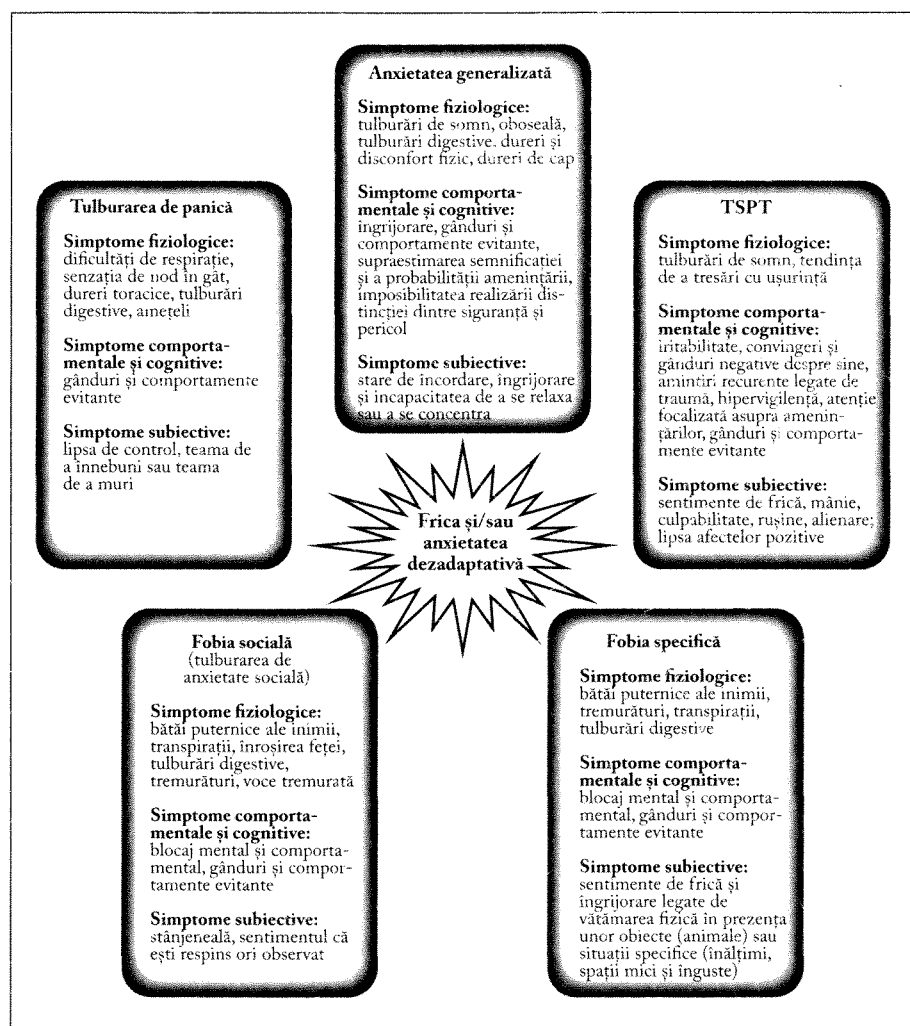 Anxietatea generalizată
Simptome fiziologice:
tulburări de somn, oboseală,
tulburări digestive, dureri și
disconfort fizic, dureri de cap
Simptome comporta-
mentale și cognitive:
îngrijorare, gânduri și
comportamente evitante,
supraestimarea semnificației
și a probabilității amenințării,
imposibilitatea realizării dis-
tincției dintre siguranță și
pericol
Simptome subiective:
stare de încordare, îngrijorare
și incapacitatea de a se relaxa
sau a se concentra
Tulburarea de panică
Simptome fiziologice:
dificultăți de respirație,
senzația de nod în gât,
dureri toracice, tulburări
digestive, amețeli
Simptome comporta-
mentale și cognitive:
gânduri și comportamente
evitante
Simptome subiective:
lipsa de control, teama de
a înnebuni sau teama
de a muri
TSPT
Simptome fiziologice:
tulburări de somn, tendința
de a tresări cu ușurință
Simptome comporta-
mentale și cognitive:
iritabilitate, convingeri și
gânduri negative despre sine,
amintiri recurente legate de
traumă, hipervigilență, atenție
focalizată asupra amenin-
țărilor, gânduri și comporta-
mente evitante
Simptome subiective:
sentimente de frică, mânie,
culpabilitate, rușine, alienare;
lipsa afectelor pozitive
Frica și/sau
anxietatea
dezadaptativă
Fobia socială
(tulburarea de
anxietate socială)
Simptome fiziologice:
bătăi puternice ale inimii,
transpirații, înroșirea feței,
tulburări digestive,
tremurături, voce tremurată
Simptome comporta-
mentale și cognitive:
blocaj mental și comporta-
mental, gânduri și compor-
tamente evitante
Simptome subiective:
stânjeneală, sentimentul că
ești respins ori observat
Fobia specifică
Simptome fiziologice:
bătăi puternice ale inimii,
tremurături, transpirații,
tulburări digestive
Simptome comporta-
mentale și cognitive:
blocaj mental și comporta-
mental, gânduri și compor-
tamente evitante
Simptome subiective:
sentimente de frică și
îngrijorare legate de
vătămarea fizică în prezența
unor obiecte (animale) sau
situații specifice (înălțimi,
spații mici și înguste)